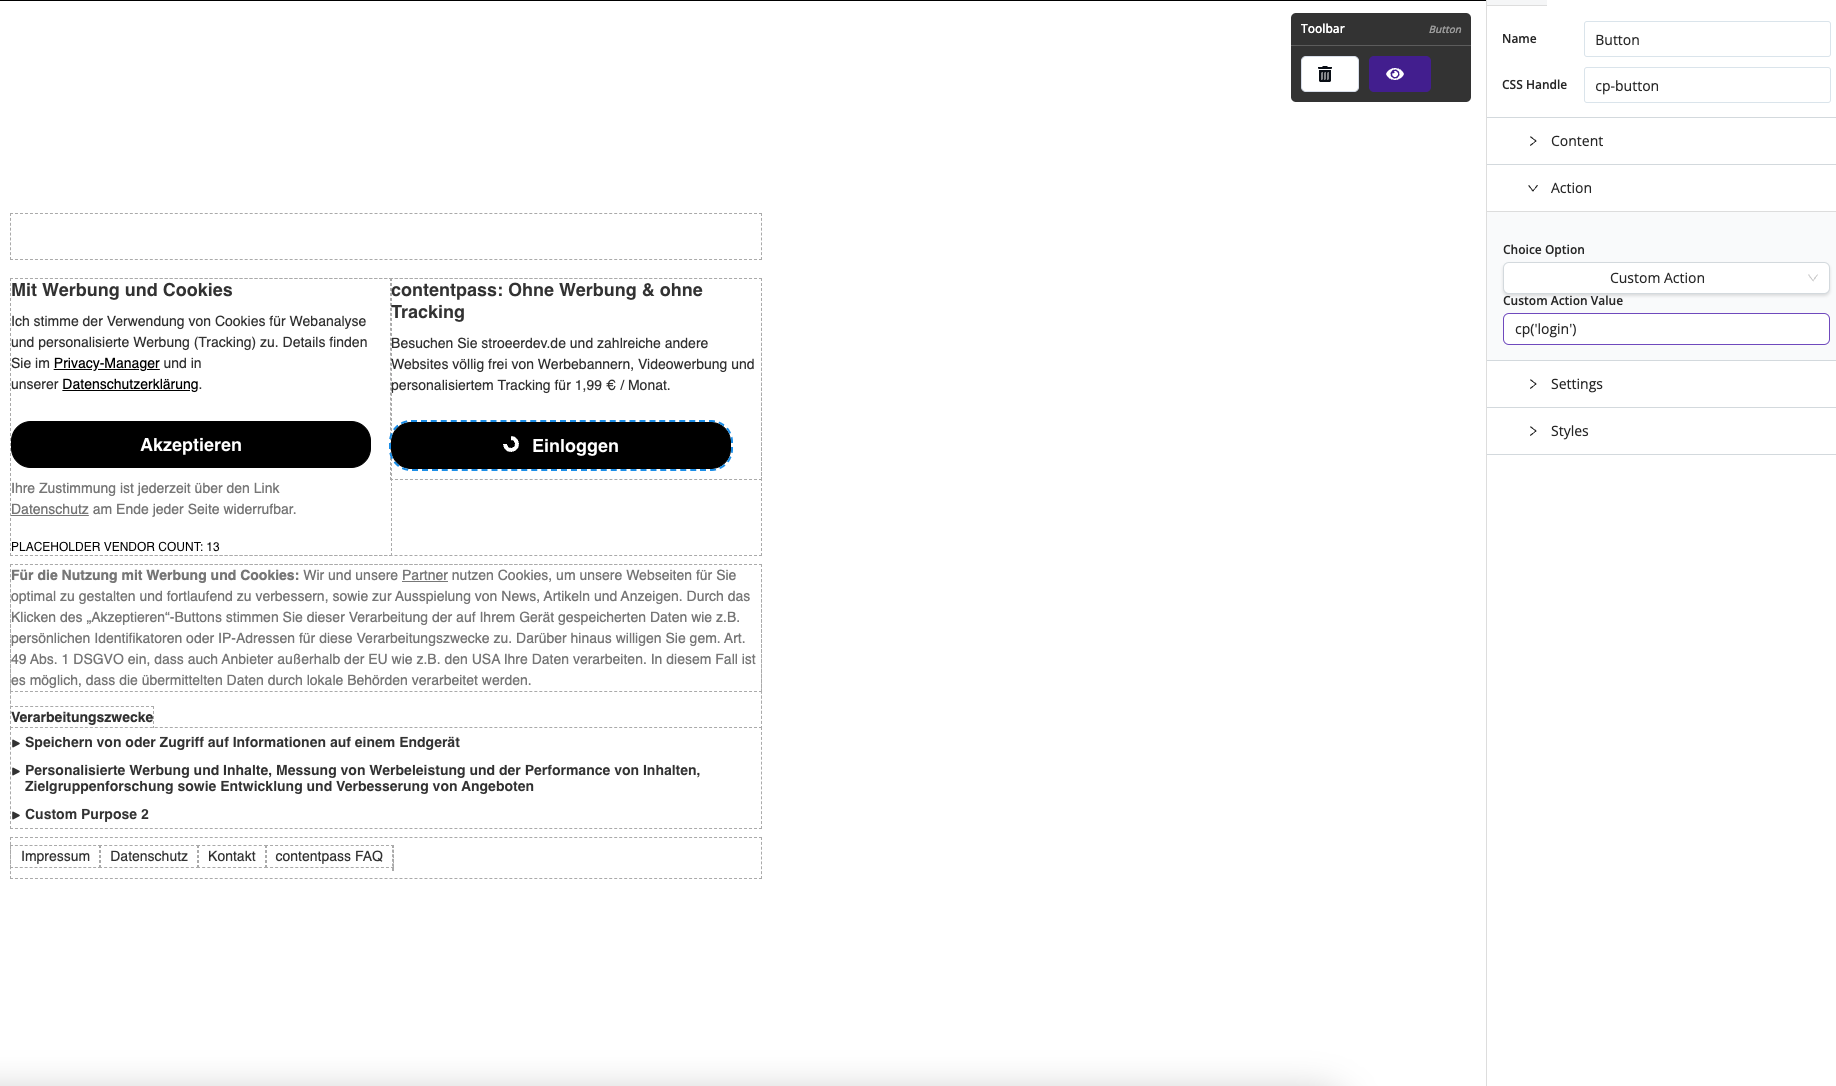 Toolbar
Button
Name
Button
CSS Handle
cp-button
Content
Action
Choice Option
Custom Action
Custom Action Value
cp('login')
Settings
Styles
Mit Werbung und Cookies
Ich stimme der Verwendung von Cookies für Webanalyse
und personalisierte Werbung (Tracking) zu. Details finden
Sie im Privacy-Manager und in
unserer Datenschutzerklärung.
Akzeptieren
Ihre Zustimmung ist jederzeit über den Link
Datenschutz am Ende jeder Seite widerrufbar.
PLACEHOLDER VENDOR COUNT: 13
contentpass: Ohne Werbung & ohne
Tracking
Besuchen Sie stroeerdev.de und zahlreiche andere
Websites völlig frei von Werbebannern, Videowerbung und
personalisiertem Tracking für 1,99 € / Monat.
Einloggen
Für die Nutzung mit Werbung und Cookies: Wir und unsere Partner nutzen Cookies, um unsere Webseiten für Sie
optimal zu gestalten und fortlaufend zu verbessern, sowie zur Ausspielung von News, Artikeln und Anzeigen. Durch das
Klicken des „Akzeptieren“-Buttons stimmen Sie dieser Verarbeitung der auf Ihrem Gerät gespeicherten Daten wie z.B.
persönlichen Identifikatoren oder IP-Adressen für diese Verarbeitungszwecke zu. Darüber hinaus willigen Sie gem. Art.
49 Abs. 1 DSGVO ein, dass auch Anbieter außerhalb der EU wie z.B. den USA Ihre Daten verarbeiten. In diesem Fall ist
es möglich, dass die übermittelten Daten durch lokale Behörden verarbeitet werden.
Verarbeitungszwecke
Speichern von oder Zugriff auf Informationen auf einem Endgerät
Personalisierte Werbung und Inhalte, Messung von Werbeleistung und der Performance von Inhalten,
Zielgruppenforschung sowie Entwicklung und Verbesserung von Angeboten
Custom Purpose 2
Impressum Datenschutz Kontakt contentpass FAQ